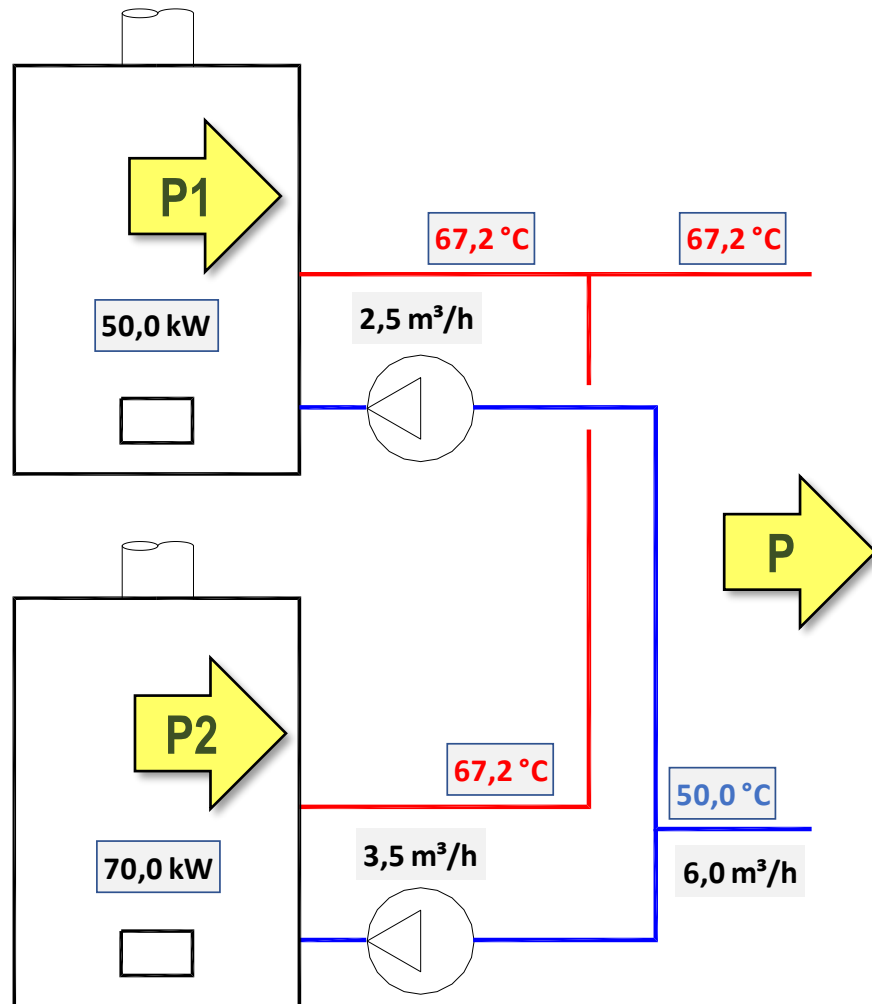 P1
67,2 °C
67,2 °C
50,0 kW
2,5 m³/h
P
P2
67,2 °C
50,0 °C
70,0 kW
3,5 m³/h
6,0 m³/h